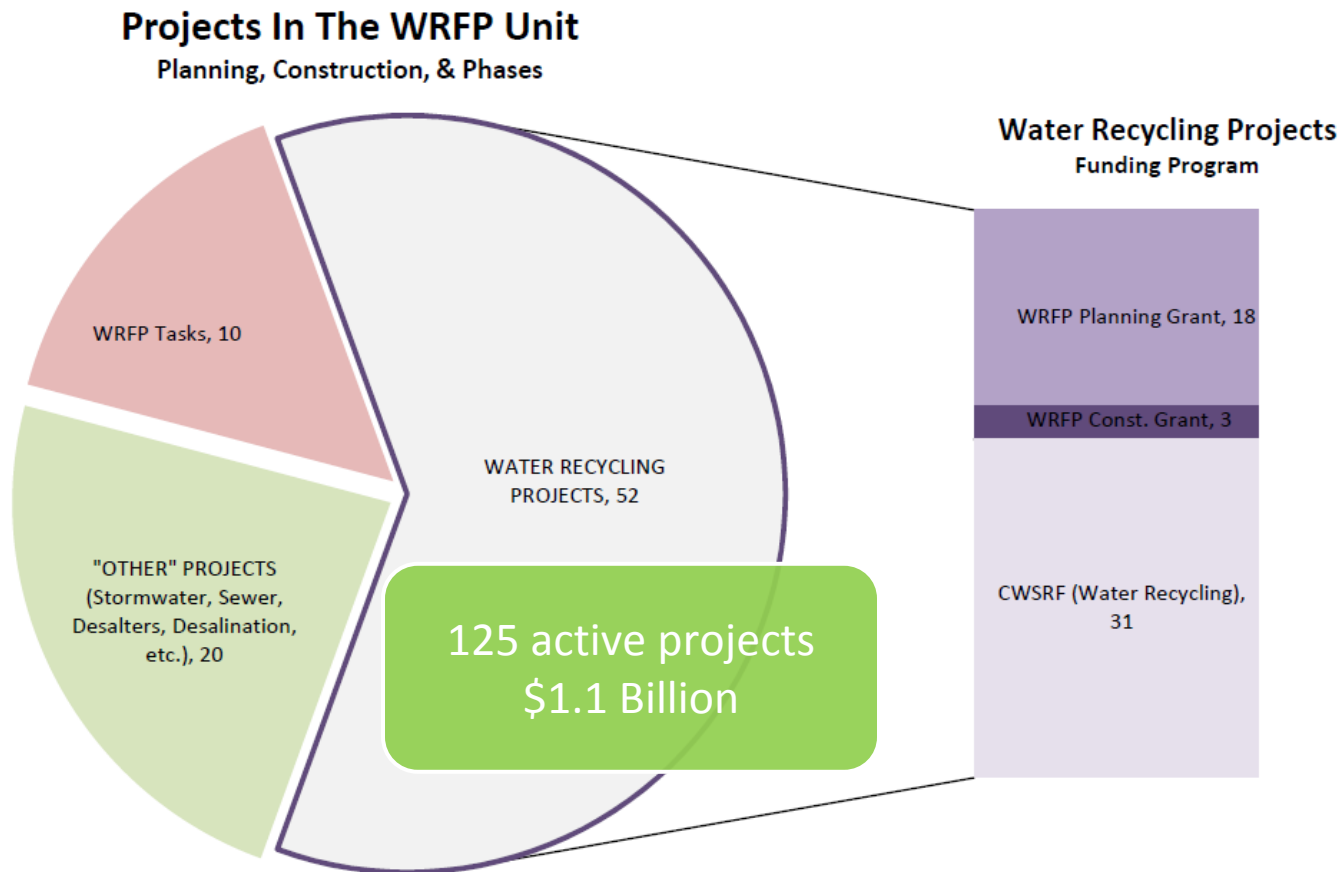 Projects In The WRFP Unit
Planning, Construction, & Phases
Water Recycling Projects
Funding Program
WRFP Tasks, 10
WATER RECYCLING
PROJECTS, 52
"OTHER" PROJECTS
(Stormwater, Sewer,
Desalters, Desalination,
etc.), 20
125 active projects
$1.1 Billion
WRFP Planning Grant, 18
WRFP Const. Grant, 3
CWSRF (Water Recycling),
31